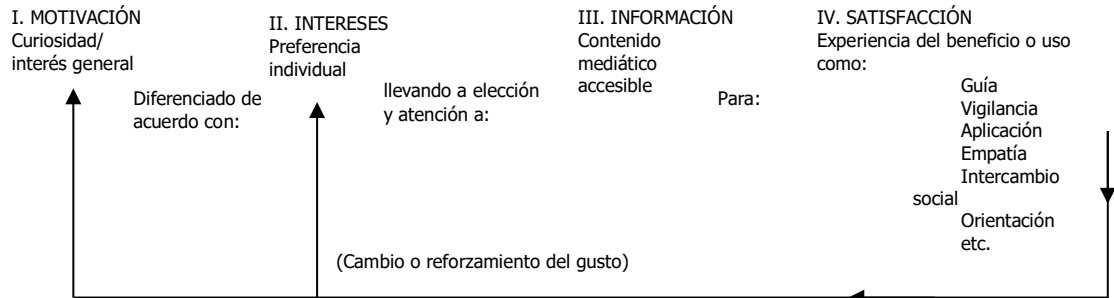 I. MOTIVACIÓN
Curiosidad/
interés general
Diferenciado de
acuerdo con:
II. INTERESES
Preferencia
individual
llevando a elección
y atención a:
III. INFORMACIÓN
Contenido
mediático
accesible
Para:
IV. SATISFACCIÓN
Experiencia del beneficio o uso
como:
Guía
Vigilancia
Aplicación
Empatía
Intercambio
social
Orientación
etc.
(Cambio o reforzamiento del gusto)